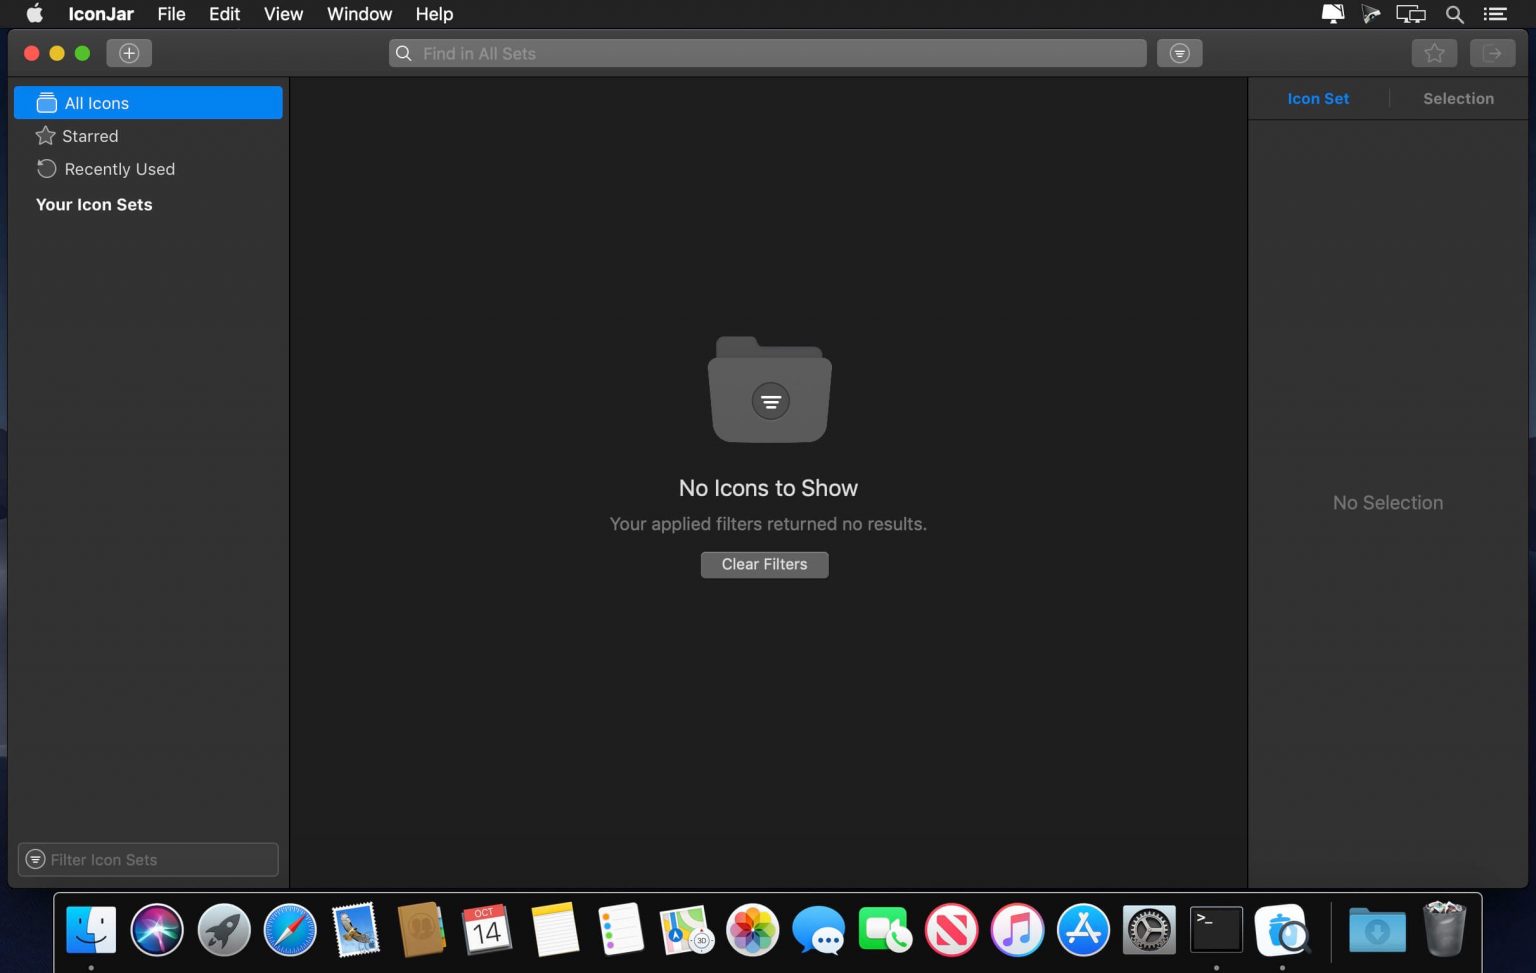 IconJar File Edit View Window Help
Find in All Sets
All Icons
Starred
Recently Used
Your Icon Sets
Icon Set Selection
No Icons to Show
Your applied filters returned no results.
Clear Filters
No Selection
Filter Icon Sets
OCT
14
3D
>_